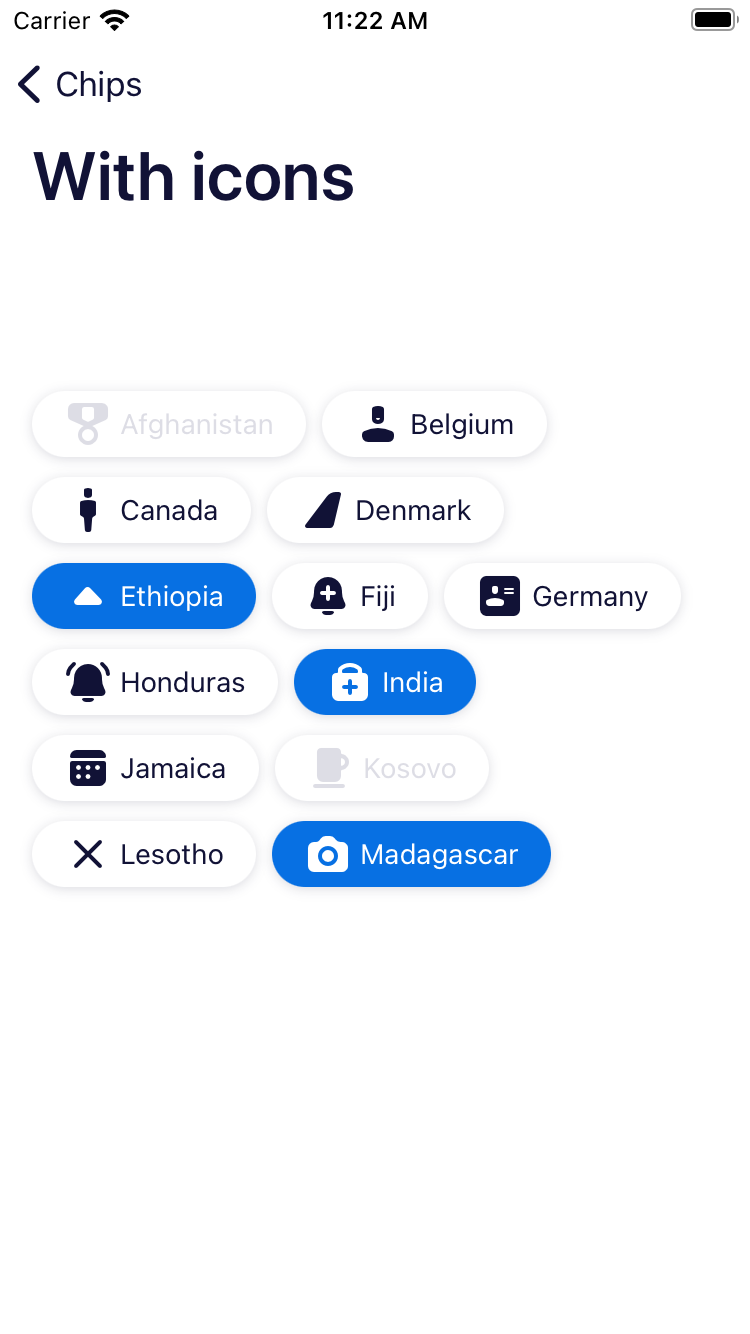 Carrier 11:22 AM
Chips
With icons
Afghanistan Belgium
Canada Denmark
Ethiopia Fiji Germany
Honduras India
Jamaica Kosovo
Lesotho Madagascar